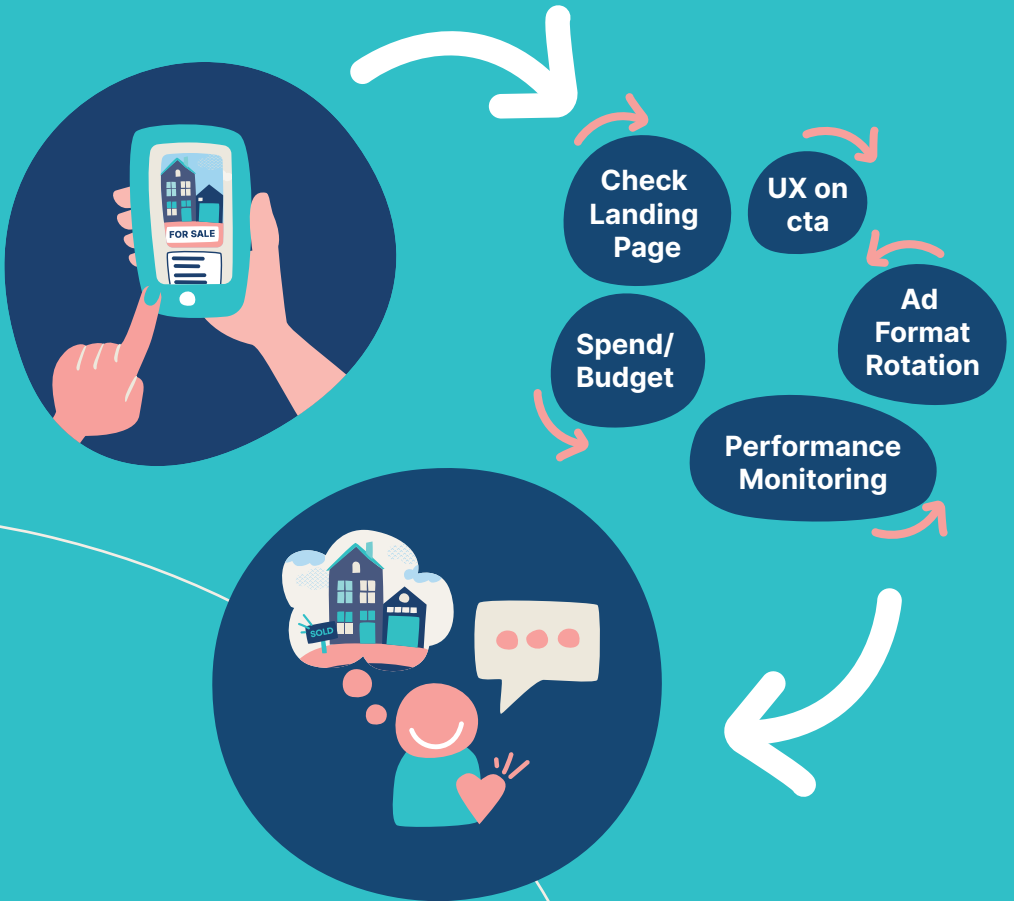 FOR SALE
Check
Landing
Page
UX on
cta
Ad
Format
Rotation
Spend/
Budget
Performance
Monitoring
SOLD